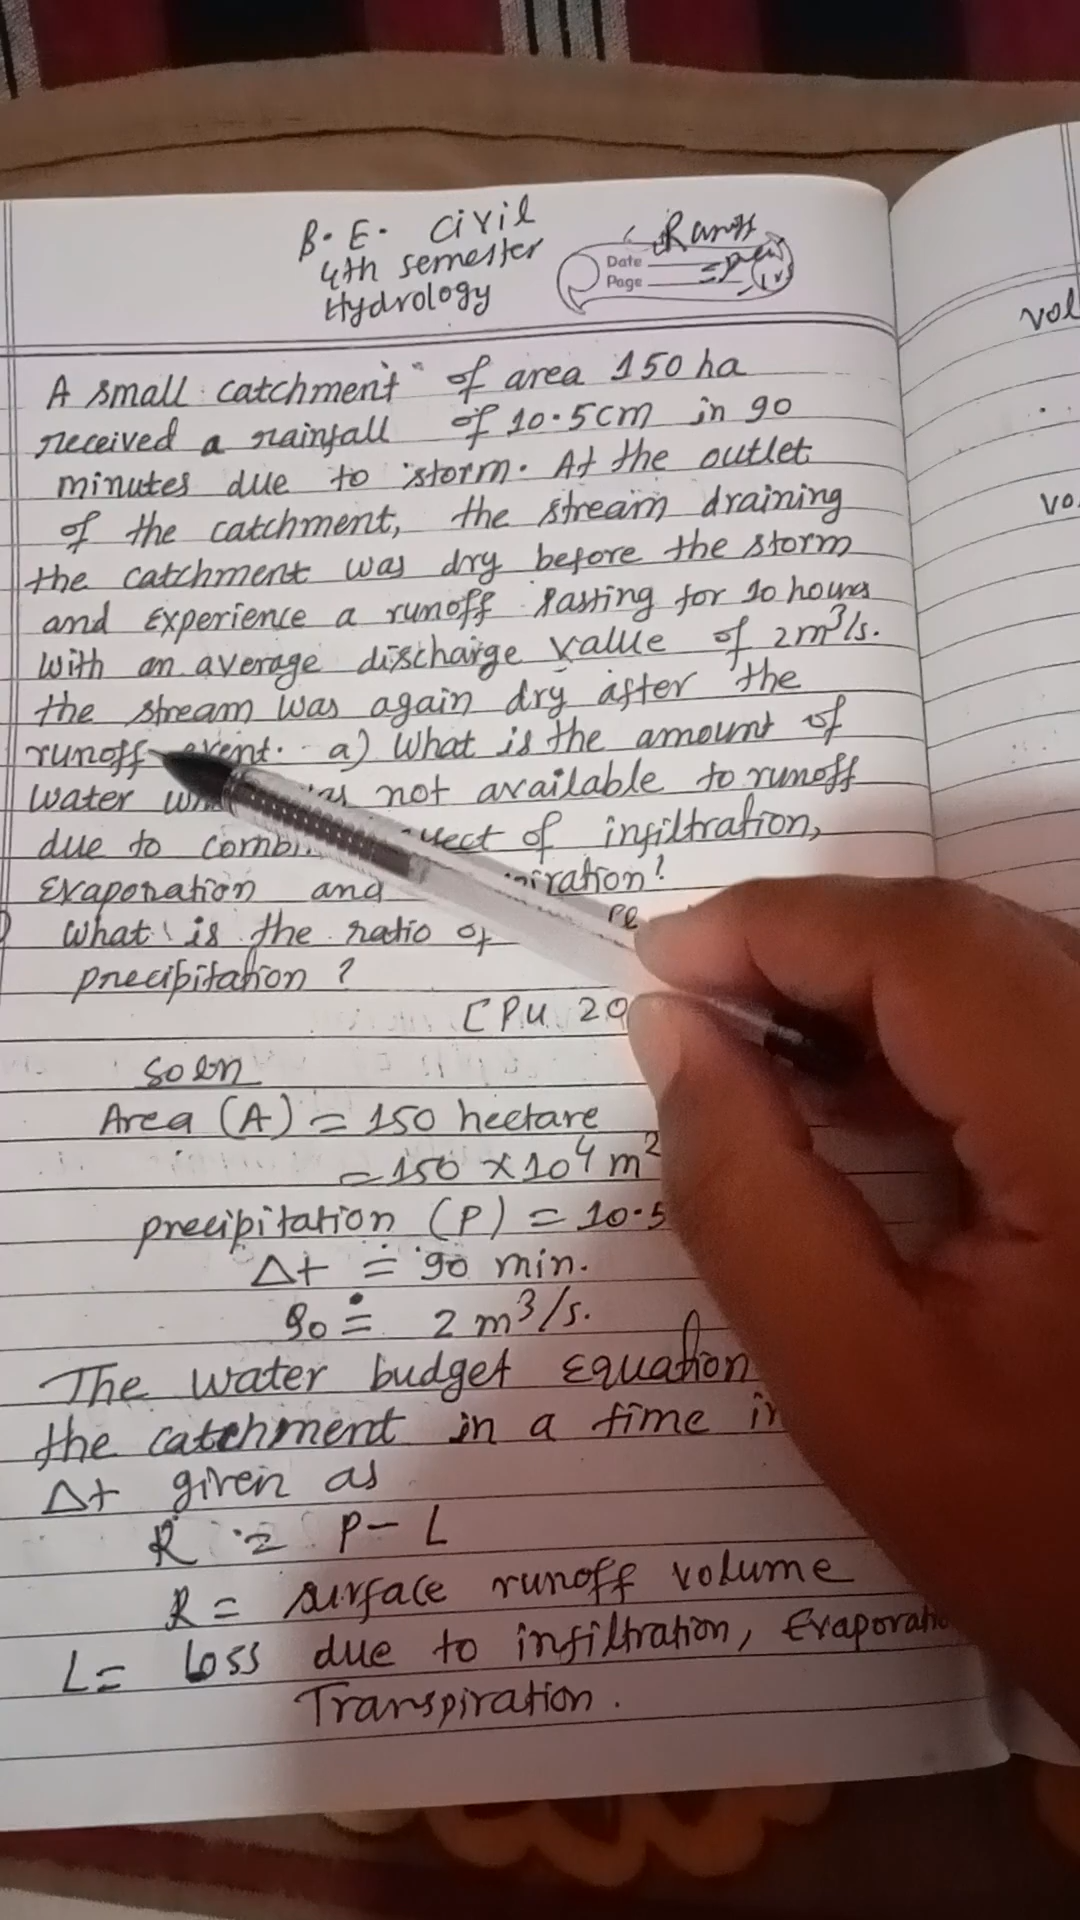 B.E. Civil
4th semester
Hydrology
Runoff
Date
Page
A small catchment of area 150 ha
received a rainfall of 10.5cm in 90
minutes due to storm. At the outlet
of the catchment, the stream draining
the catchment was dry before the storm
and Experience a runoff lasting for 10 hours
with an average discharge value of 2m³/s.
the stream was again dry after the
runoff event. a) What is the amount of
water not available to runoff
due to effect of infiltration,
Evaporation and
What is the ratio of
precipitation?
[PU 20
Soln
Area (A) = 150 hectare
= 150 × 10⁴ m²
precipitation (P) = 10.5
Δt = 90 min.
= 2 m³/s.
The water budget Equation
the catchment in a time in
Δt given as
R = P - L
R = surface runoff volume
L = Loss due to infiltration, Evaporatio
Transpiration.
vol
vo